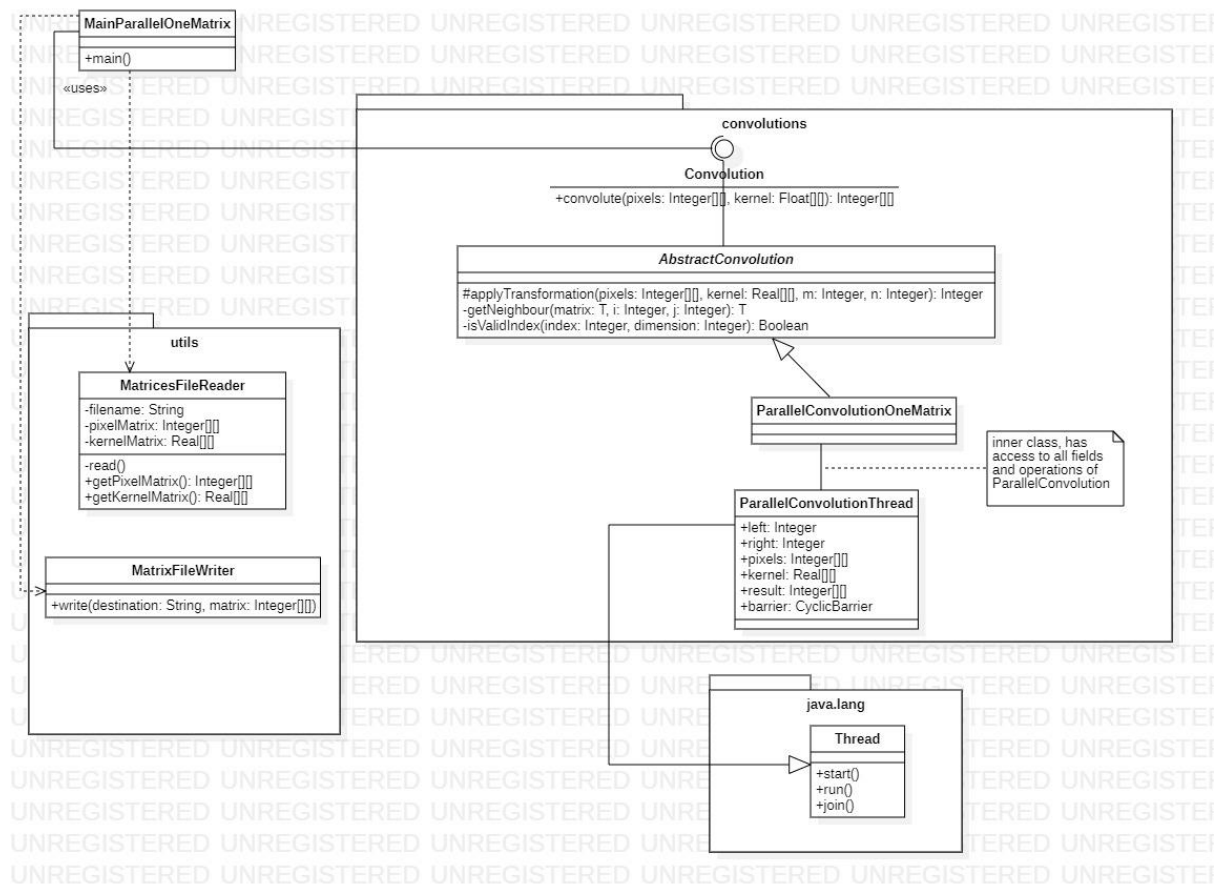 MainParallelOneMatrix
+main()
«uses»
convolutions
Convolution
+convolute(pixels: Integer[][], kernel: Float[][]): Integer[][]
AbstractConvolution
#applyTransformation(pixels: Integer[][], kernel: Real[][], m: Integer, n: Integer): Integer
-getNeighbour(matrix: T, i: Integer, j: Integer): T
-isValidIndex(index: Integer, dimension: Integer): Boolean
utils
MatricesFileReader
-filename: String
-pixelMatrix: Integer[][]
-kernelMatrix: Real[][]
-read()
+getPixelMatrix(): Integer[][]
+getKernelMatrix(): Real[][]
ParallelConvolutionOneMatrix
inner class, has
access to all fields
and operations of
ParallelConvolution
ParallelConvolutionThread
+left: Integer
+right: Integer
+pixels: Integer[][]
+kernel: Real[][]
+result: Integer[][]
+barrier: CyclicBarrier
MatrixFileWriter
+write(destination: String, matrix: Integer[][])
java.lang
Thread
+start()
+run()
+join()